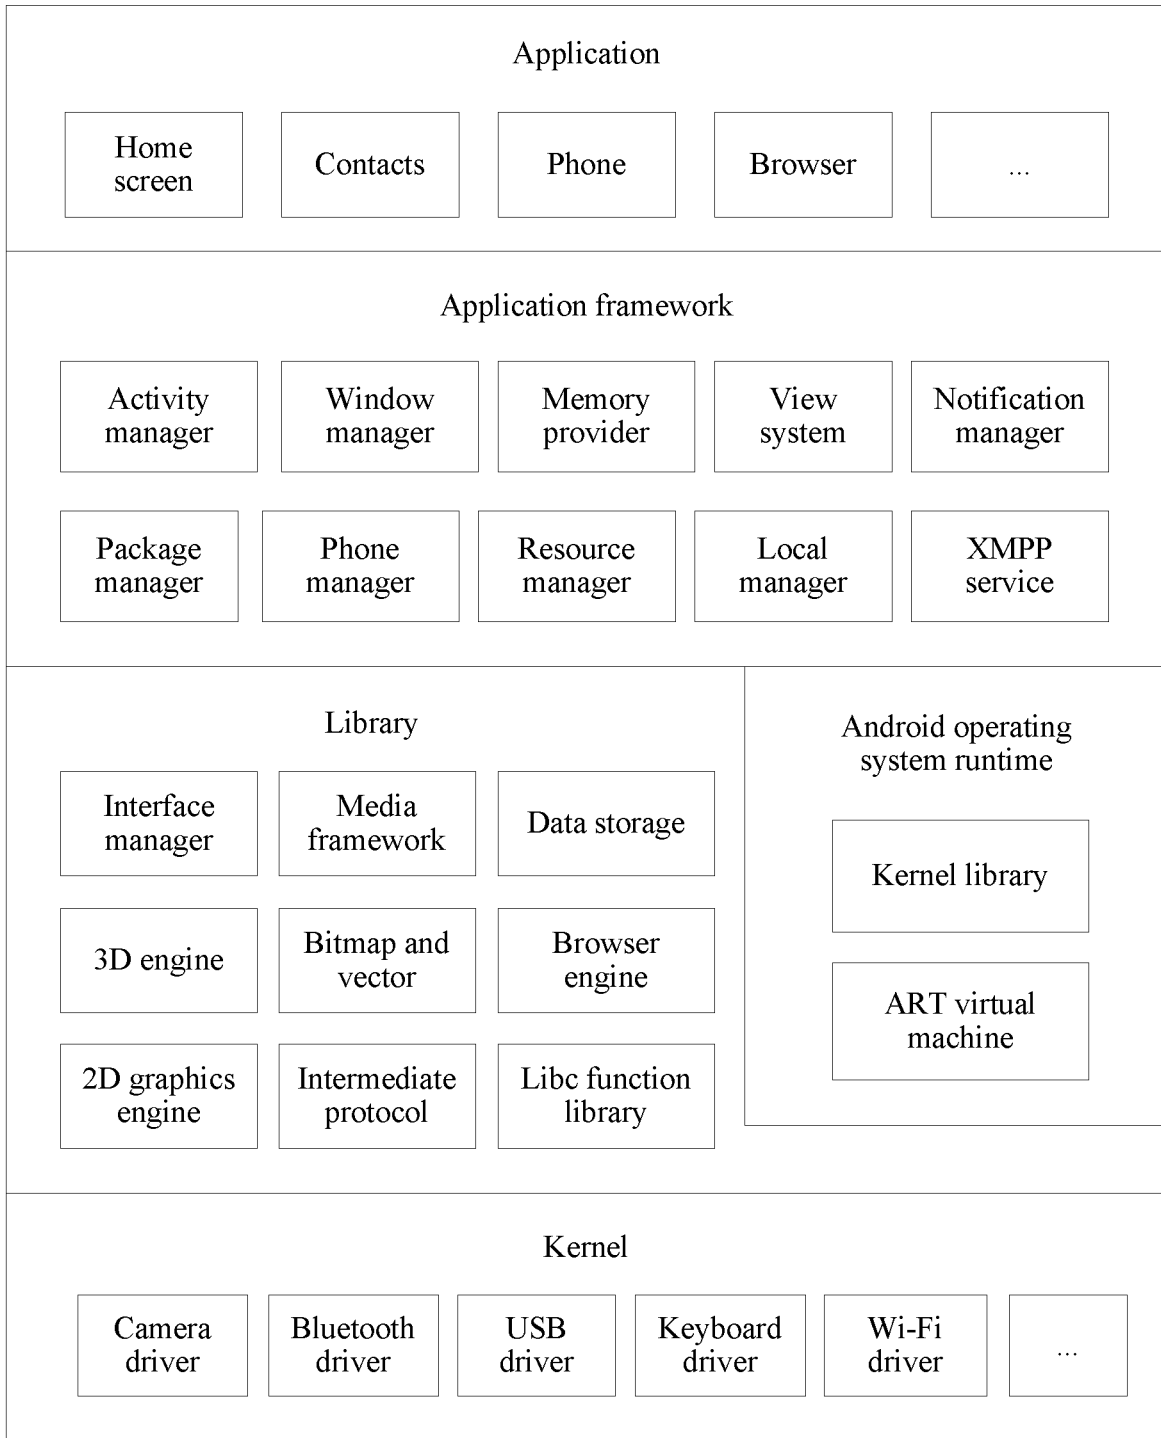 Application
Home
screen
Contacts
Phone
Browser
...
Application framework
Activity
manager
Window
manager
Memory
provider
View
system
Notification
manager
Package
manager
Phone
manager
Resource
manager
Local
manager
XMPP
service
Library
Interface
manager
Media
framework
Data storage
3D engine
Bitmap and
vector
Browser
engine
2D graphics
engine
Intermediate
protocol
Libc function
library
Android operating
system runtime
Kernel library
ART virtual
machine
Kernel
Camera
driver
Bluetooth
driver
USB
driver
Keyboard
driver
Wi-Fi
driver
...